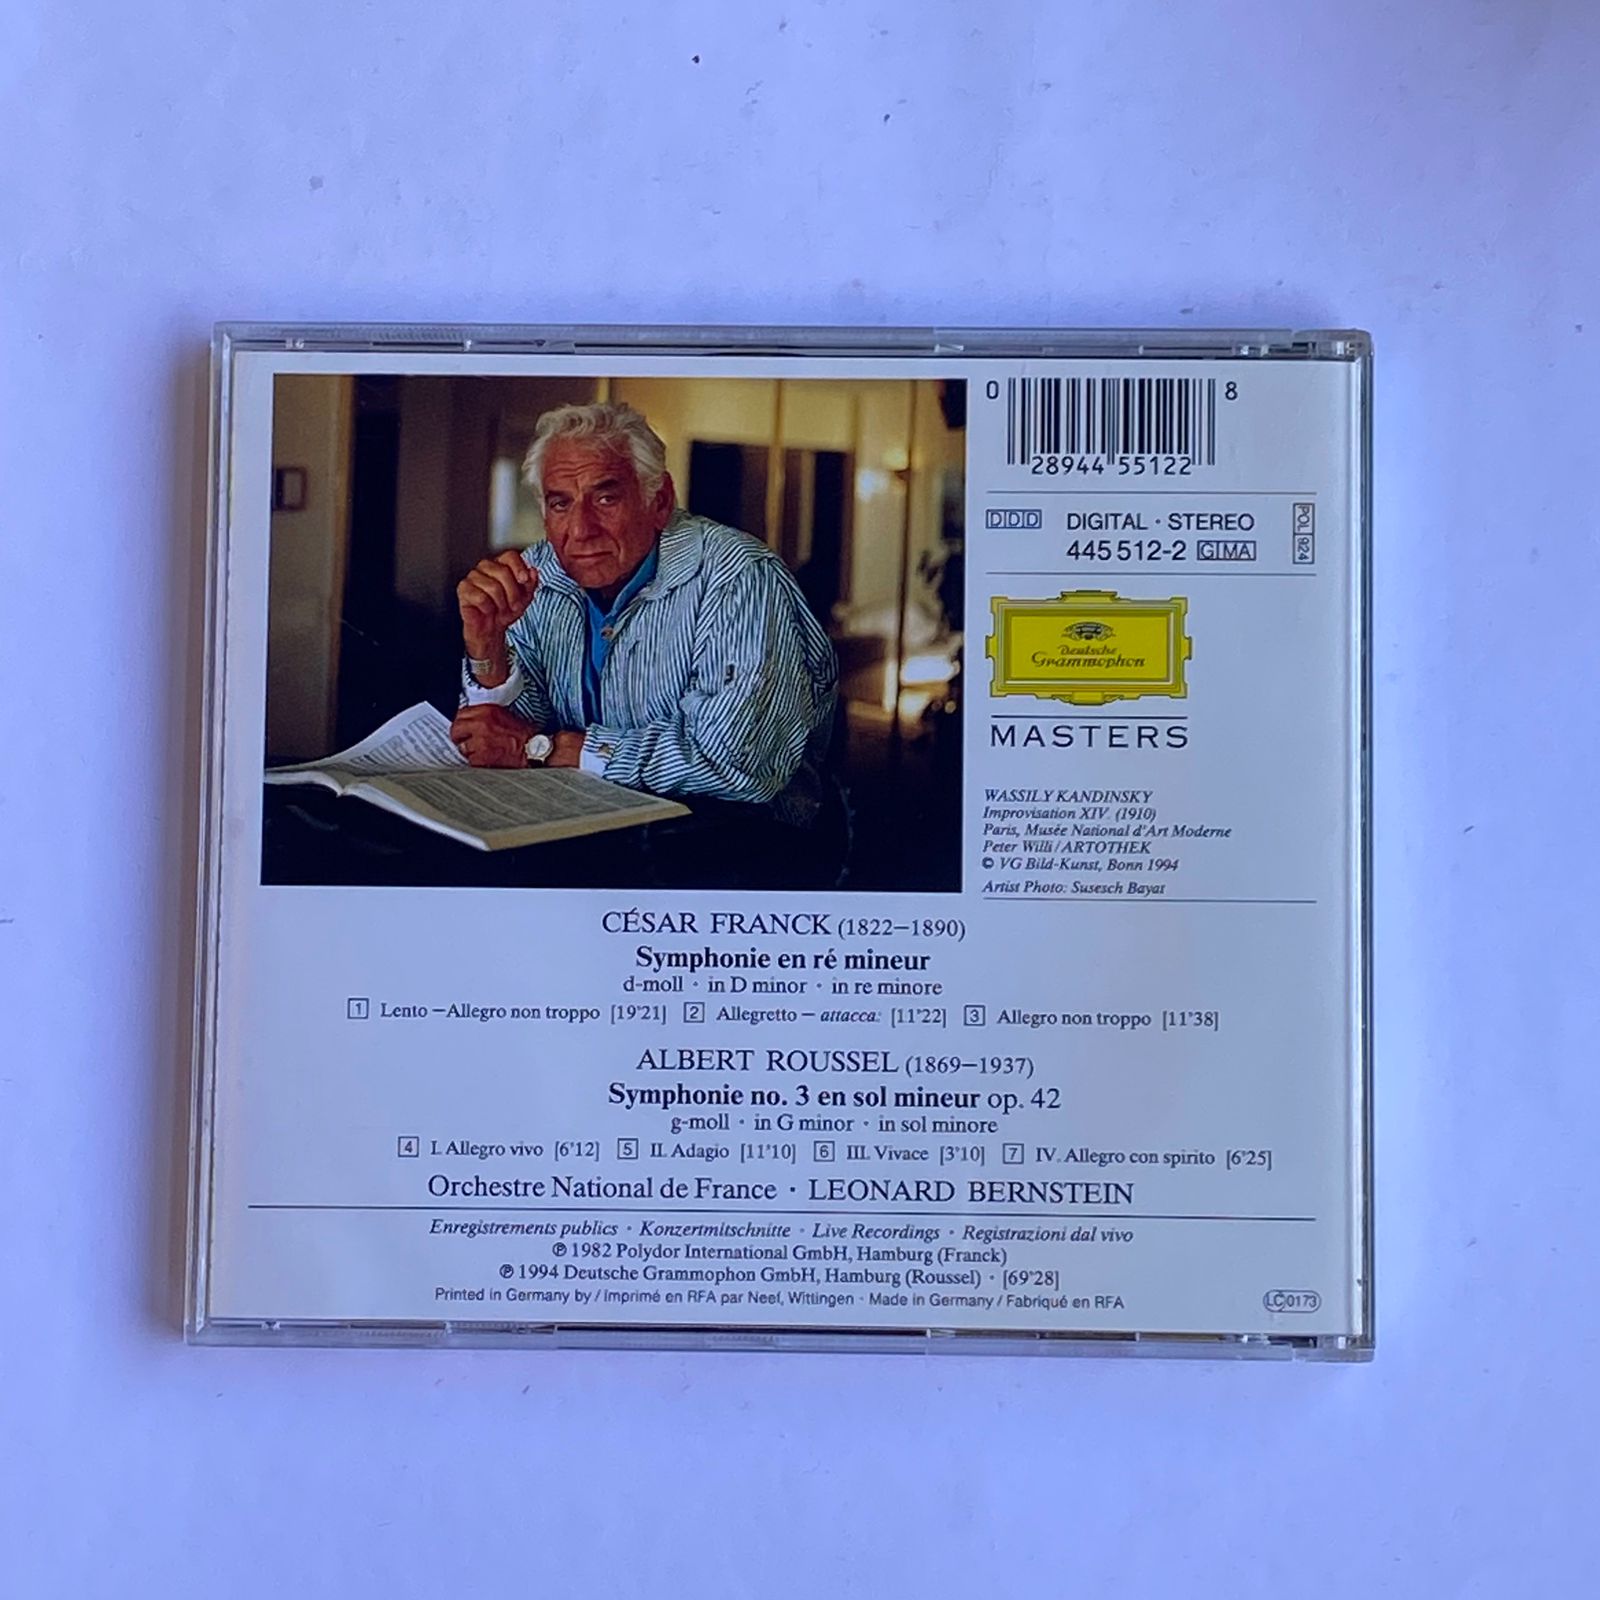 0 28944 55122 8
DDD DIGITAL · STEREO
445 512-2 GIMA
POL 924
Deutsche
Grammophon
MASTERS
WASSILY KANDINSKY
Improvisation XIV. (1910)
Paris, Musée National d'Art Moderne
Peter Willi / ARTOTHEK
© VG Bild-Kunst, Bonn 1994
Artist Photo: Susesch Bayat
CÉSAR FRANCK (1822–1890)
Symphonie en ré mineur
d-moll · in D minor · in re minore
1 Lento – Allegro non troppo [19'21] 2 Allegretto – attacca: [11'22] 3 Allegro non troppo [11'38]
ALBERT ROUSSEL (1869–1937)
Symphonie no. 3 en sol mineur op. 42
g-moll · in G minor · in sol minore
4 I. Allegro vivo [6'12] 5 II. Adagio [11'10] 6 III. Vivace [3'10] 7 IV. Allegro con spirito [6'25]
Orchestre National de France · LEONARD BERNSTEIN
Enregistrements publics · Konzertmitschnitte · Live Recordings · Registrazioni dal vivo
℗ 1982 Polydor International GmbH, Hamburg (Franck)
℗ 1994 Deutsche Grammophon GmbH, Hamburg (Roussel) · [69'28]
Printed in Germany by / Imprimé en RFA par Neef, Wittingen · Made in Germany / Fabriqué en RFA
LC 0173